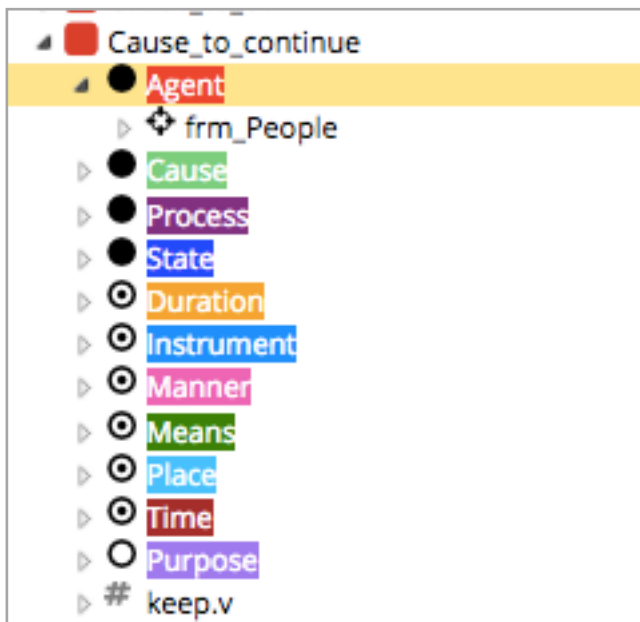 Cause_to_continue
Agent
frm_People
Cause
Process
State
Duration
Instrument
Manner
Means
Place
Time
Purpose
# keep.v